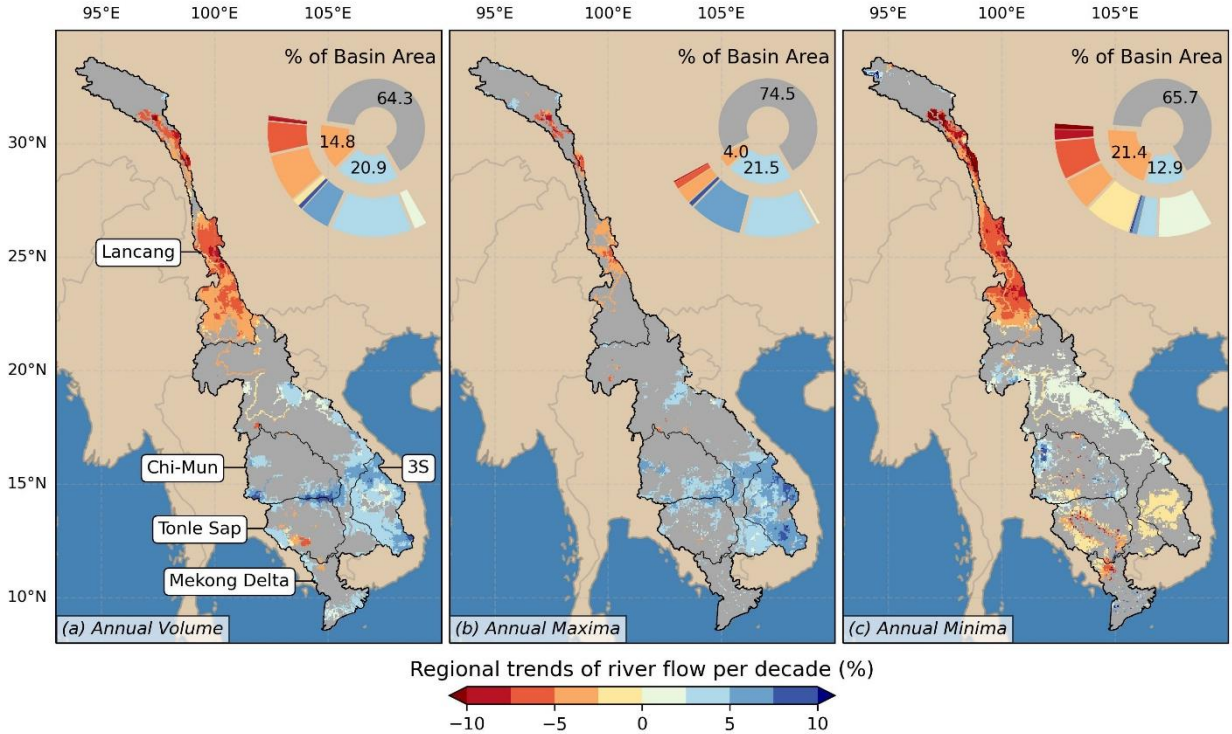 95°E 100°E 105°E 95°E 100°E 105°E 95°E 100°E 105°E
% of Basin Area
64.3
14.8
20.9
% of Basin Area
74.5
4.0
21.5
% of Basin Area
65.7
21.4
12.9
30°N
25°N
20°N
15°N
10°N
Lancang
Chi-Mun
3S
Tonle Sap
Mekong Delta
(a) Annual Volume
(b) Annual Maxima
(c) Annual Minima
Regional trends of river flow per decade (%)
−10 −5 0 5 10